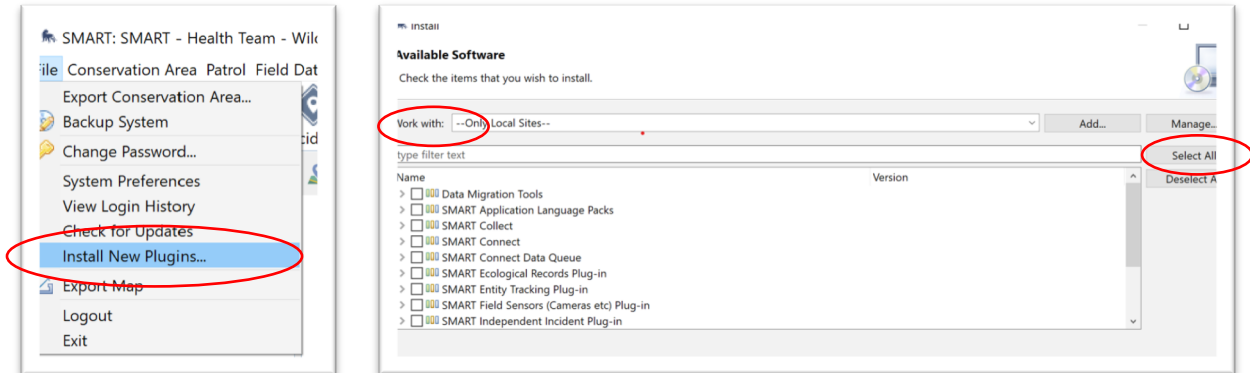 SMART: SMART - Health Team - Wil
File Conservation Area Patrol Field Dat
Export Conservation Area...
Backup System
cid
Change Password...
System Preferences
View Login History
Check for Updates
Install New Plugins...
Export Map
Logout
Exit
Install
Available Software
Check the items that you wish to install.
Work with: --Only Local Sites-- Add... Manage...
type filter text Select All
Name Version Deselect A
Data Migration Tools
SMART Application Language Packs
SMART Collect
SMART Connect
SMART Connect Data Queue
SMART Ecological Records Plug-in
SMART Entity Tracking Plug-in
SMART Field Sensors (Cameras etc) Plug-in
SMART Independent Incident Plug-in